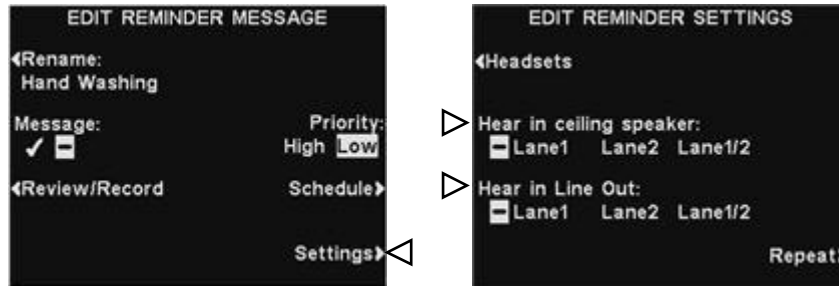 EDIT REMINDER MESSAGE
◀Rename:
Hand Washing
Message:
Priority:
✓ –
High Low
◀Review/Record
Schedule▶
Settings▶
EDIT REMINDER SETTINGS
◀Headsets
Hear in ceiling speaker:
– Lane1 Lane2 Lane1/2
Hear in Line Out:
– Lane1 Lane2 Lane1/2
Repeat▶